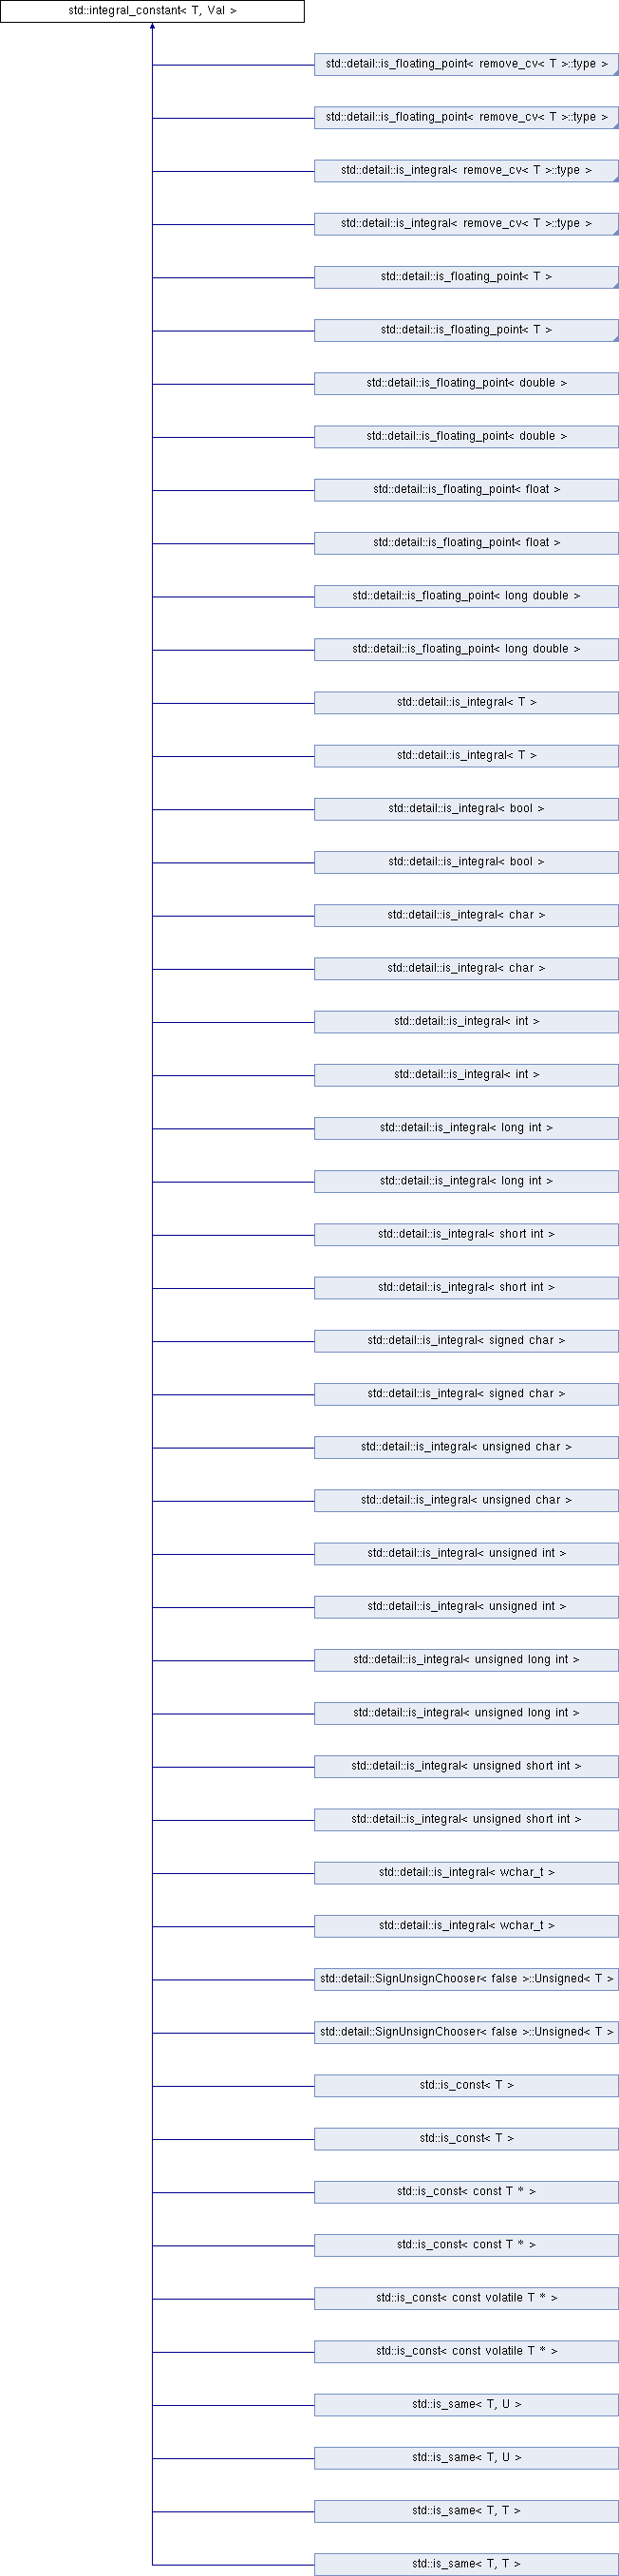 std::integral_constant< T, Val >
std::detail::is_floating_point< remove_cv< T >::type >
std::detail::is_floating_point< remove_cv< T >::type >
std::detail::is_integral< remove_cv< T >::type >
std::detail::is_integral< remove_cv< T >::type >
std::detail::is_floating_point< T >
std::detail::is_floating_point< T >
std::detail::is_floating_point< double >
std::detail::is_floating_point< double >
std::detail::is_floating_point< float >
std::detail::is_floating_point< float >
std::detail::is_floating_point< long double >
std::detail::is_floating_point< long double >
std::detail::is_integral< T >
std::detail::is_integral< T >
std::detail::is_integral< bool >
std::detail::is_integral< bool >
std::detail::is_integral< char >
std::detail::is_integral< char >
std::detail::is_integral< int >
std::detail::is_integral< int >
std::detail::is_integral< long int >
std::detail::is_integral< long int >
std::detail::is_integral< short int >
std::detail::is_integral< short int >
std::detail::is_integral< signed char >
std::detail::is_integral< signed char >
std::detail::is_integral< unsigned char >
std::detail::is_integral< unsigned char >
std::detail::is_integral< unsigned int >
std::detail::is_integral< unsigned int >
std::detail::is_integral< unsigned long int >
std::detail::is_integral< unsigned long int >
std::detail::is_integral< unsigned short int >
std::detail::is_integral< unsigned short int >
std::detail::is_integral< wchar_t >
std::detail::is_integral< wchar_t >
std::detail::SignUnsignChooser< false >::Unsigned< T >
std::detail::SignUnsignChooser< false >::Unsigned< T >
std::is_const< T >
std::is_const< T >
std::is_const< const T * >
std::is_const< const T * >
std::is_const< const volatile T * >
std::is_const< const volatile T * >
std::is_same< T, U >
std::is_same< T, U >
std::is_same< T, T >
std::is_same< T, T >